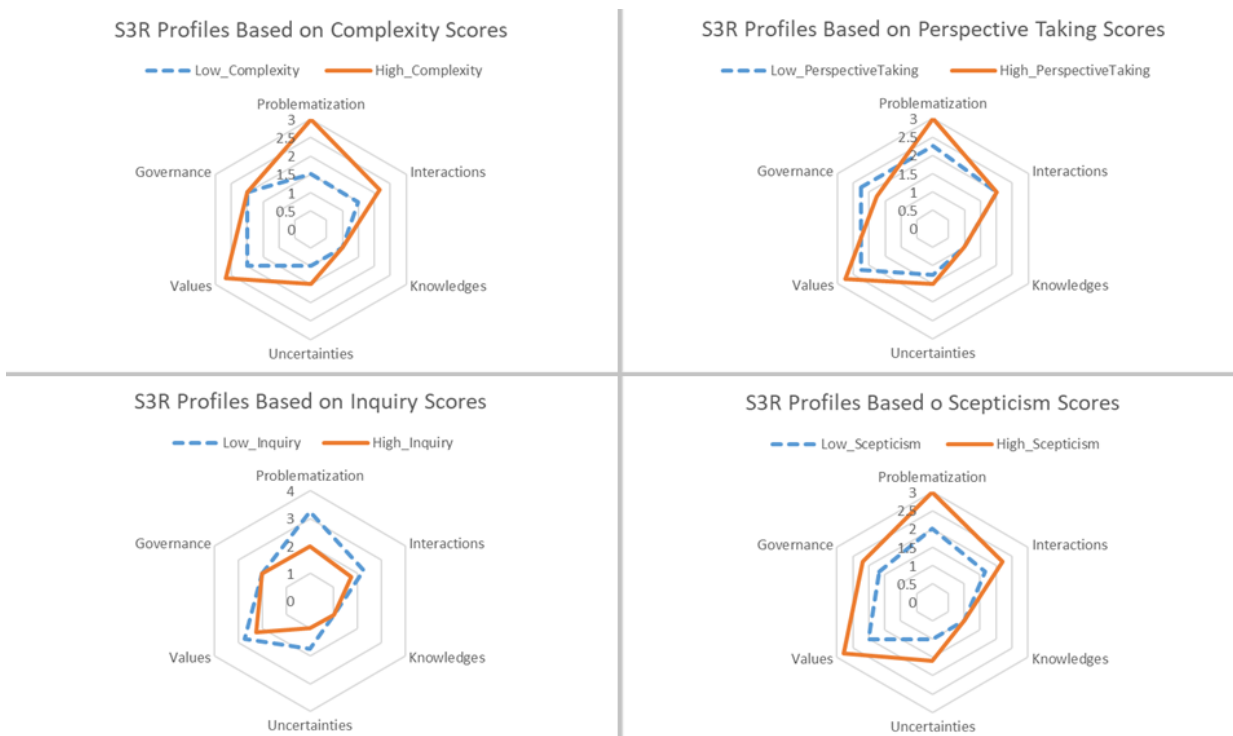 S3R Profiles Based on Complexity Scores
Low_Complexity High_Complexity
Problematization
3
2.5
2
1.5
1
0.5
0
Governance Interactions
Values Knowledges
Uncertainties
S3R Profiles Based on Perspective Taking Scores
Low_PerspectiveTaking High_PerspectiveTaking
Problematization
3
2.5
2
1.5
1
0.5
0
Governance Interactions
Values Knowledges
Uncertainties
S3R Profiles Based on Inquiry Scores
Low_Inquiry High_Inquiry
Problematization
4
3
2
1
0
Governance Interactions
Values Knowledges
Uncertainties
S3R Profiles Based o Scepticism Scores
Low_Scepticism High_Scepticism
Problematization
3
2.5
2
1.5
1
0.5
0
Governance Interactions
Values Knowledges
Uncertainties